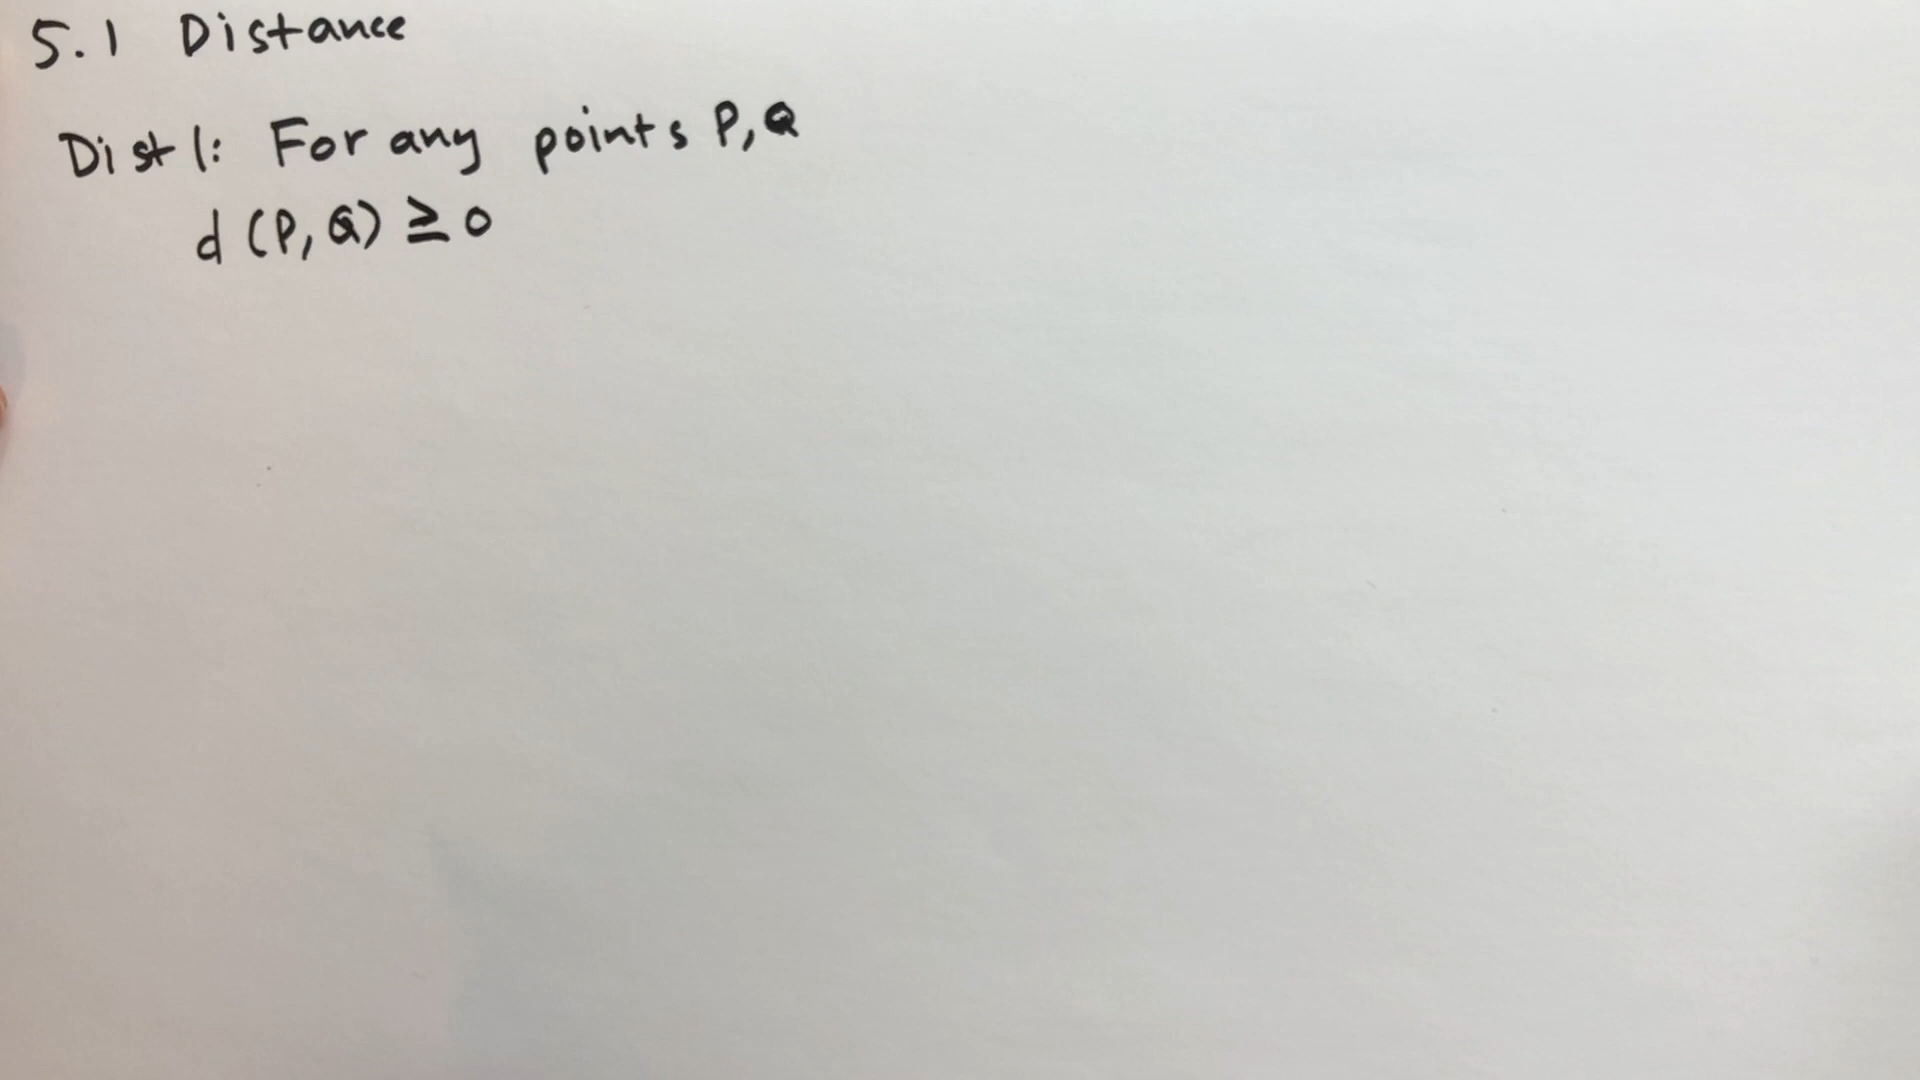 5.1 Distance
Dist 1: For any points P, Q
d (P, Q) ≥ 0